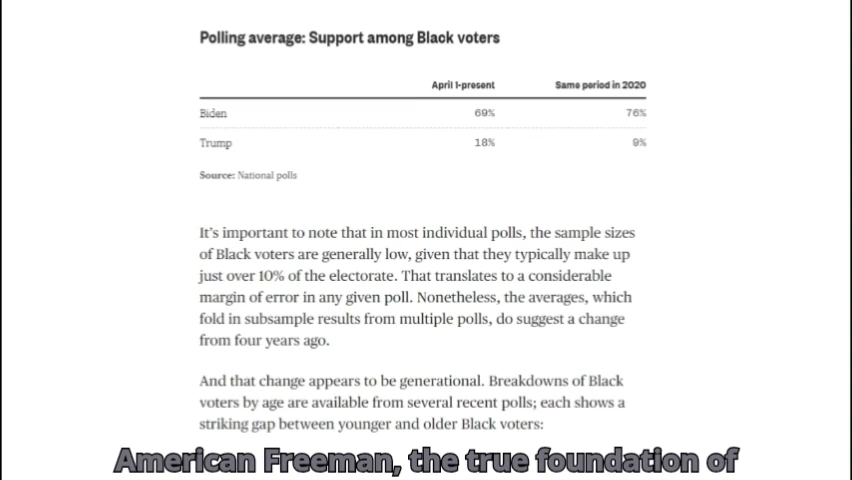 Polling average: Support among Black voters
April 1-present Same period in 2020
Biden 69% 76%
Trump 18% 9%
Source: National polls
It's important to note that in most individual polls, the sample sizes
of Black voters are generally low, given that they typically make up
just over 10% of the electorate. That translates to a considerable
margin of error in any given poll. Nonetheless, the averages, which
fold in subsample results from multiple polls, do suggest a change
from four years ago.
And that change appears to be generational. Breakdowns of Black
voters by age are available from several recent polls; each shows a
striking gap between younger and older Black voters:
American Freeman, the true foundation of